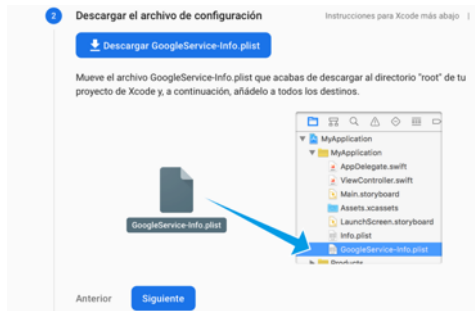 2 Descargar el archivo de configuración
Instrucciones para Xcode más abajo |
Descargar GoogleService-Info.plist
Mueve el archivo GoogleService-Info.plist que acabas de descargar al directorio "root" de tu
proyecto de Xcode y, a continuación, añádelo a todos los destinos.
MyApplication
MyApplication
AppDelegate.swift
ViewController.swift
Main.storyboard
Assets.xcassets
LaunchScreen.storyboard
Info.plist
GoogleService-Info.plist
Products
GoogleService-Info.plist
Anterior
Siguiente